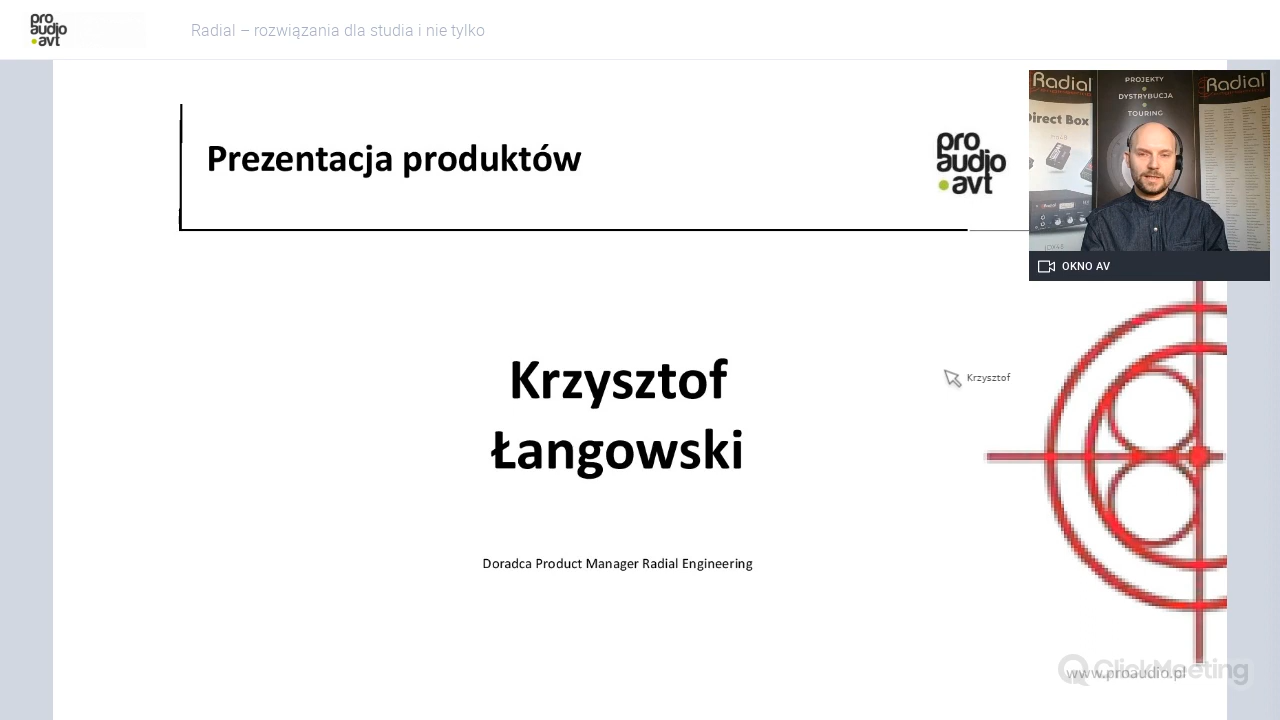 pro
audio
avt
Radial – rozwiązania dla studia i nie tylko
Prezentacja produktów
pro
audio
avt
Radial
PROJEKTY
DYSTRYBUCJA
TOURING
Radial
Direct Box
OKNO AV
Krzysztof
Łangowski
Krzysztof
Doradca Product Manager Radial Engineering
ClickMeeting
www.proaudio.pl